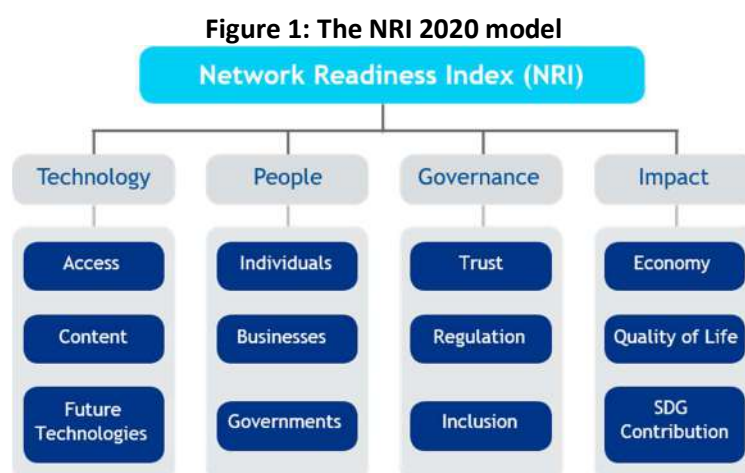 Figure 1: The NRI 2020 model
Network Readiness Index (NRI)
Technology
People
Governance
Impact
Access
Individuals
Trust
Economy
Content
Businesses
Regulation
Quality of Life
Future
Technologies
Governments
Inclusion
SDG
Contribution